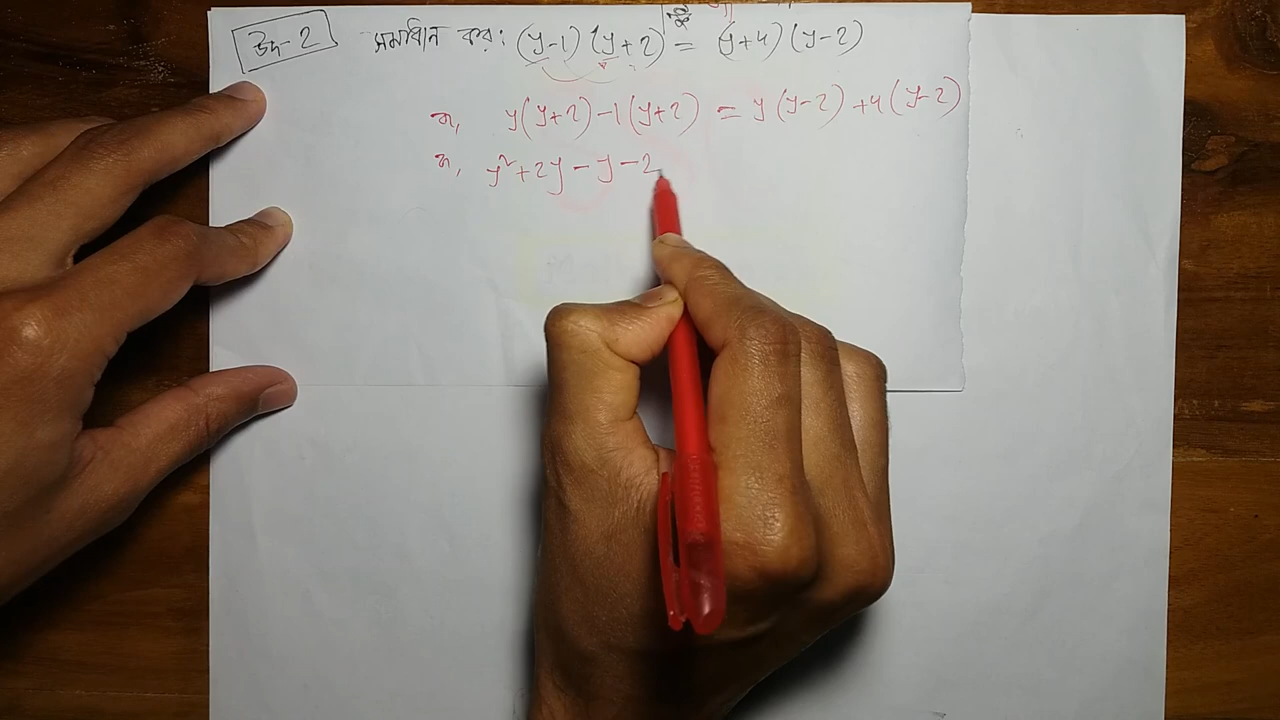 উদা-2 সমাধান কর: (y-1) (y+2) = (y+4) (y-2)
বা, y(y+2)-1(y+2) = y(y-2)+4(y-2)
বা, y²+2y-y-2